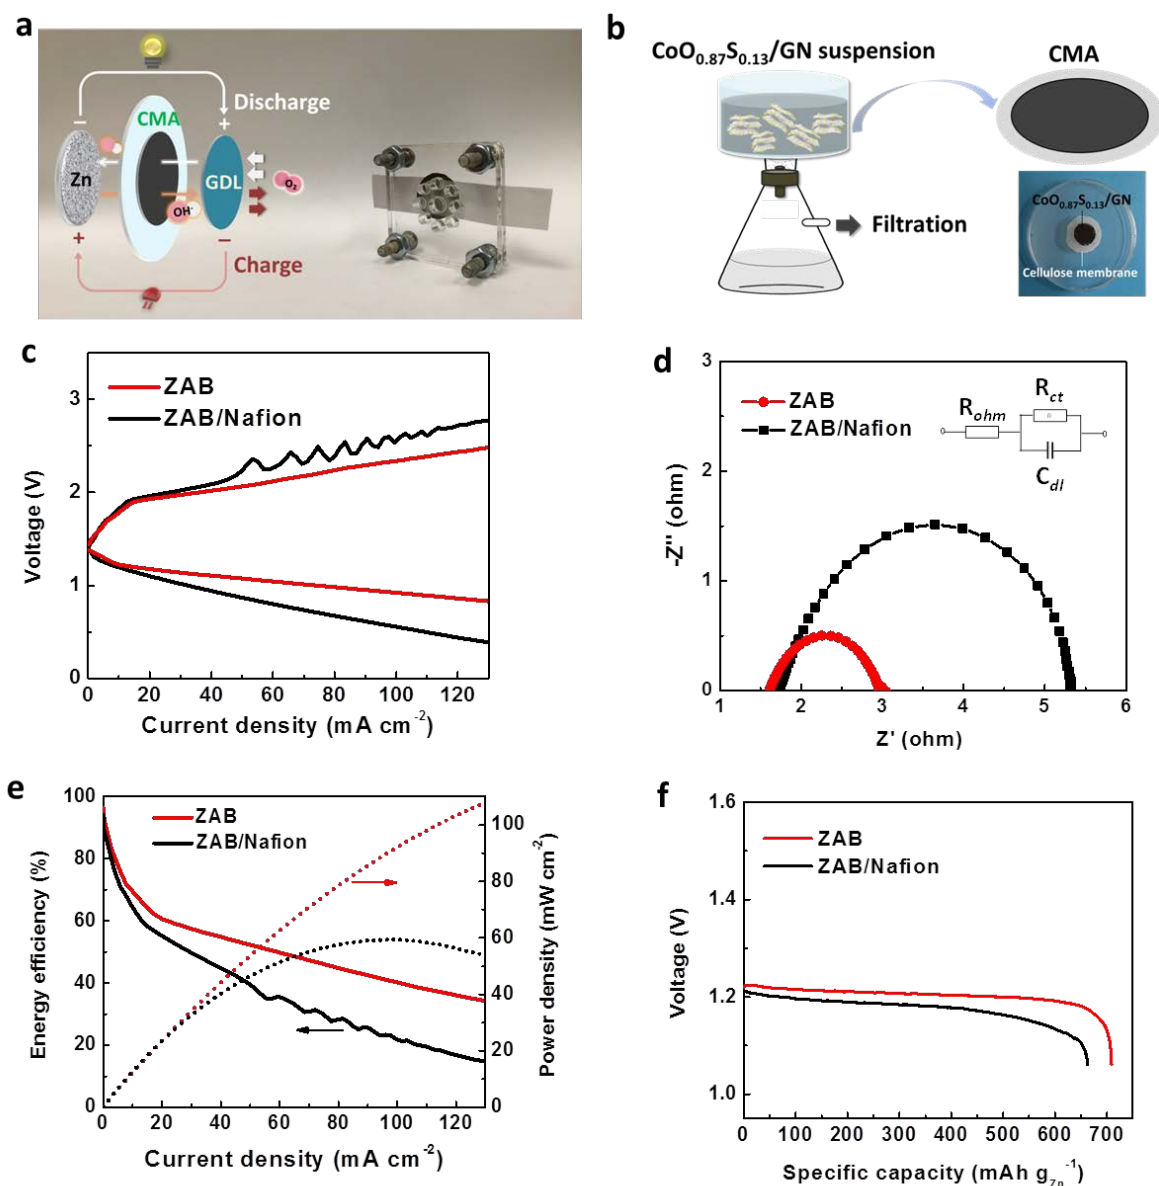 a
Discharge
CMA
− +
Zn
GDL
O₂
OH⁻
+ −
Charge
b
CoO₀.₈₇S₀.₁₃/GN suspension
CMA
Filtration
CoO₀.₈₇S₀.₁₃/GN
Cellulose membrane
c
ZAB
ZAB/Nafion
3
2
1
0
Voltage (V)
0 20 40 60 80 100 120
Current density (mA cm⁻²)
d
ZAB
ZAB/Nafion
R_ohm
R_ct
C_dl
3
2
1
0
-Z'' (ohm)
1 2 3 4 5 6
Z' (ohm)
e
ZAB
ZAB/Nafion
100
80
60
40
20
0
Energy efficiency (%)
100
80
60
40
20
0
Power density (mW cm⁻²)
0 20 40 60 80 100 120
Current density (mA cm⁻²)
f
ZAB
ZAB/Nafion
1.6
1.4
1.2
1.0
Voltage (V)
0 100 200 300 400 500 600 700
Specific capacity (mAh g_Zn⁻¹)